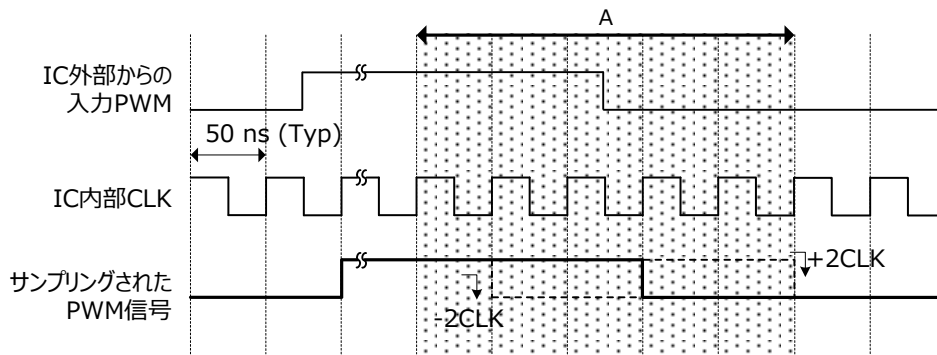 A
IC外部からの
入力PWM
50 ns (Typ)
IC内部CLK
サンプリングされた
PWM信号
+2CLK
-2CLK